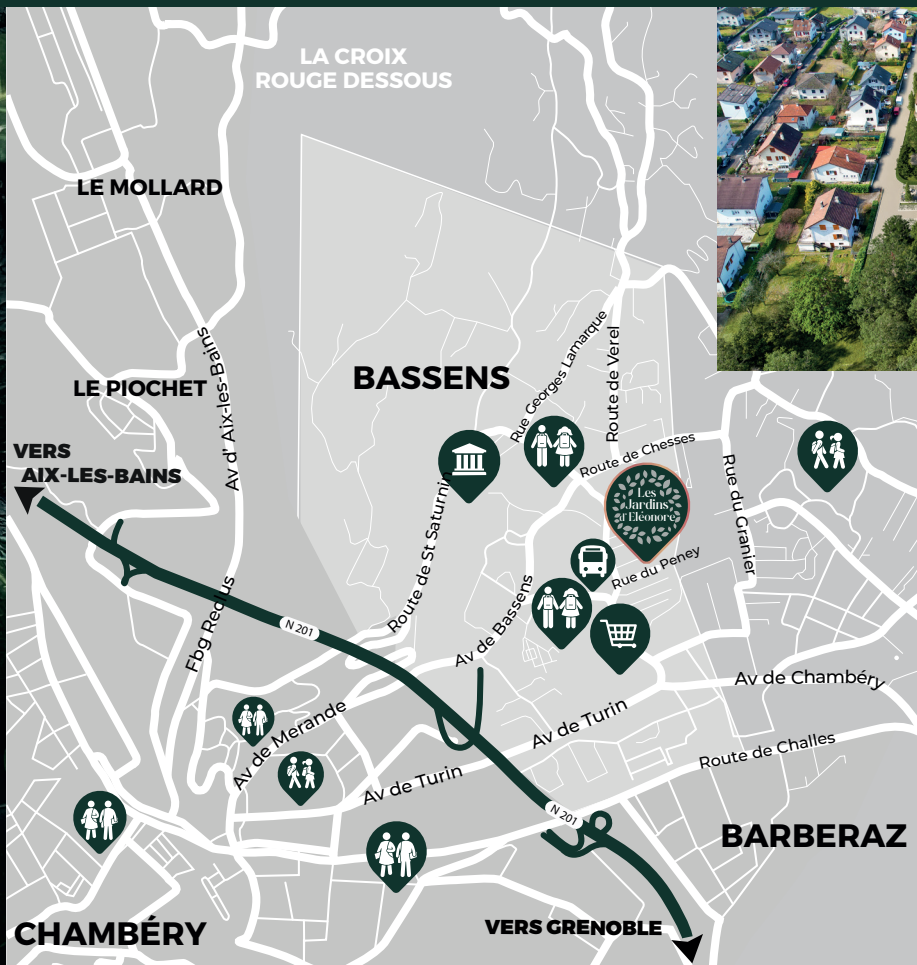 LA CROIX
ROUGE DESSOUS
LE MOLLARD
Av d' Aix-les-Bains
LE PIOCHET
BASSENS
Rue Georges Lamarque
Route de Verel
VERS
AIX-LES-BAINS
Route de Chesses
Les
Jardins
d'Eléonore
Rue du Granier
Route de St Saturnin
Rue du Peney
Av de Bassens
N 201
Fbg Reclus
Av de Chambéry
Av de Merande
Av de Turin
Av de Turin
Route de Challes
N 201
BARBERAZ
CHAMBÉRY
VERS GRENOBLE